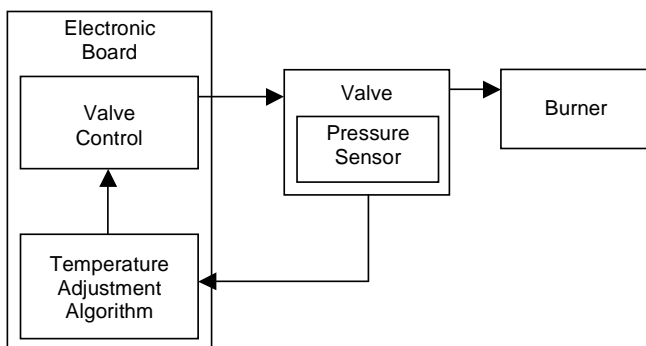 Electronic
Board
Valve
Control
Valve
Pressure
Sensor
Burner
Temperature
Adjustment
Algorithm